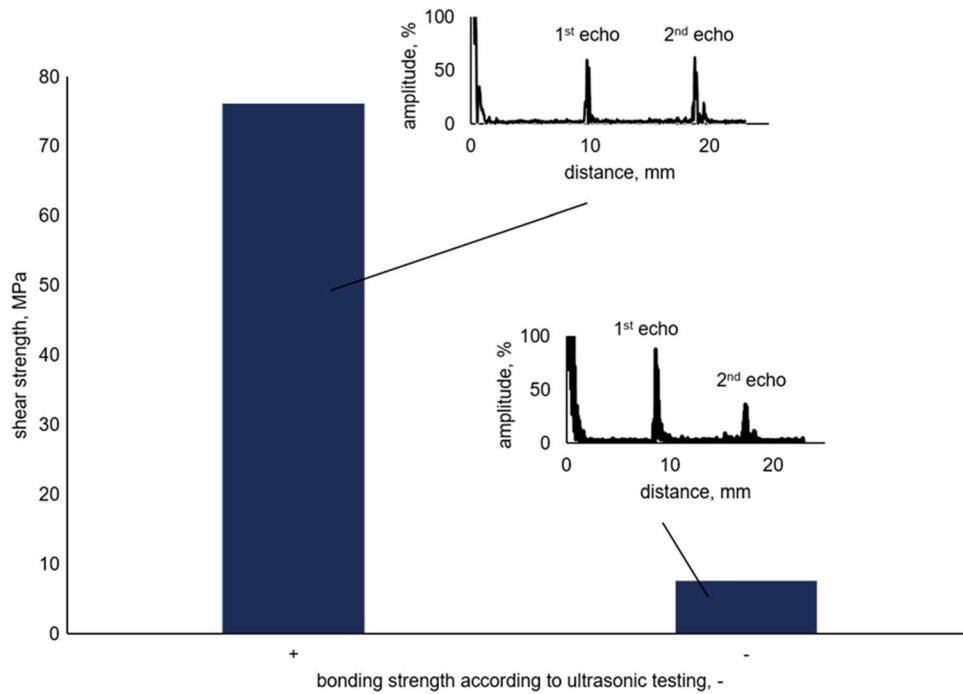 100
50
0
amplitude, %
1st echo
2nd echo
0
10
20
distance, mm
80
70
60
50
40
30
20
10
0
shear strength, MPa
1st echo
2nd echo
100
50
0
amplitude, %
0
10
20
distance, mm
+
-
bonding strength according to ultrasonic testing, -